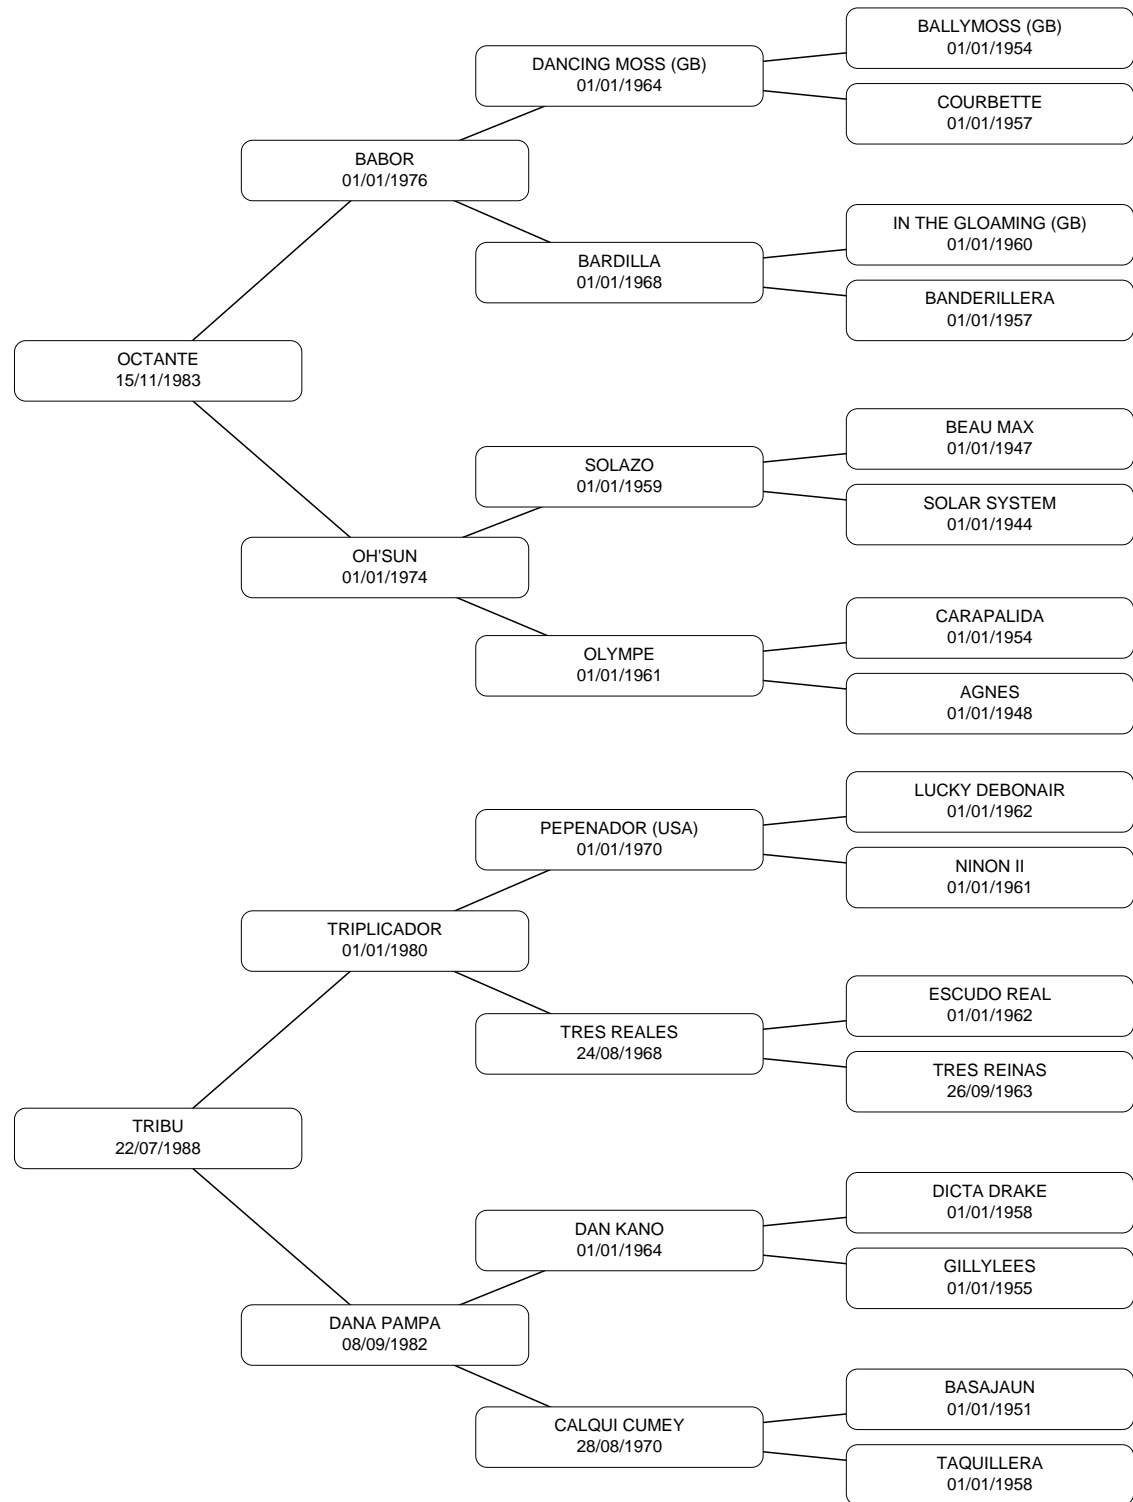 BALLYMOSS (GB)
01/01/1954
DANCING MOSS (GB)
01/01/1964
COURBETTE
01/01/1957
BABOR
01/01/1976
IN THE GLOAMING (GB)
01/01/1960
BARDILLA
01/01/1968
BANDERILLERA
01/01/1957
OCTANTE
15/11/1983
BEAU MAX
01/01/1947
SOLAZO
01/01/1959
SOLAR SYSTEM
01/01/1944
OH'SUN
01/01/1974
CARAPALIDA
01/01/1954
OLYMPE
01/01/1961
AGNES
01/01/1948
LUCKY DEBONAIR
01/01/1962
PEPENADOR (USA)
01/01/1970
NINON II
01/01/1961
TRIPLICADOR
01/01/1980
ESCUDO REAL
01/01/1962
TRES REALES
24/08/1968
TRES REINAS
26/09/1963
TRIBU
22/07/1988
DICTA DRAKE
01/01/1958
DAN KANO
01/01/1964
GILLYLEES
01/01/1955
DANA PAMPA
08/09/1982
BASAJAUN
01/01/1951
CALQUI CUMEY
28/08/1970
TAQUILLERA
01/01/1958